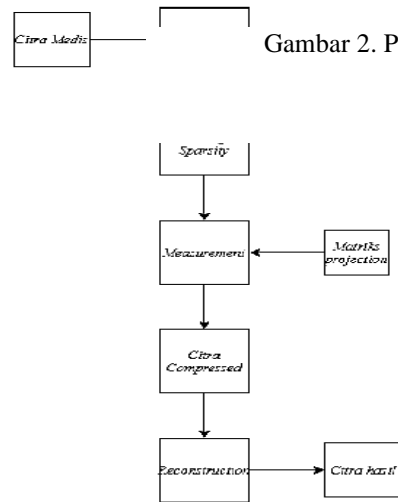 Citra Medis
Gambar 2. P
Sparsity
Measurement
Matriks
projection
Citra
Compressed
Reconstruction
Citra hasil